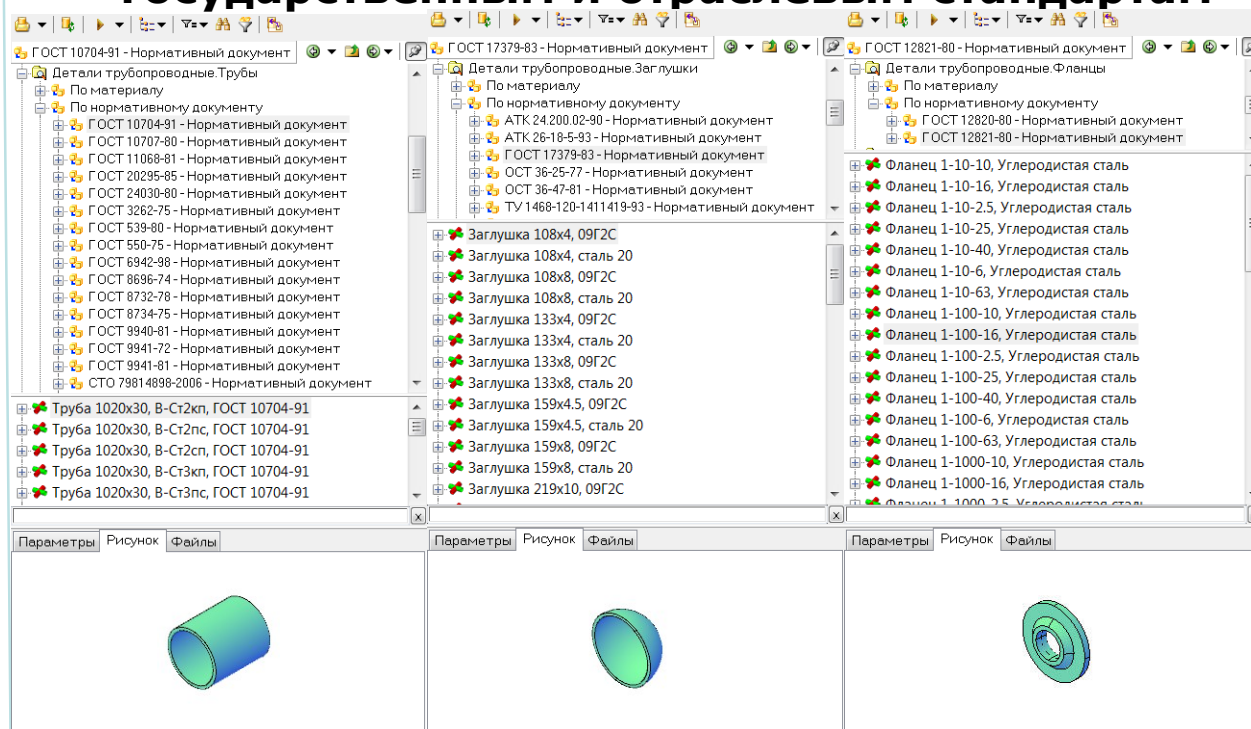 государственным и отраслевым стандартам
ГОСТ 10704-91 - Нормативный документ
Детали трубопроводные.Трубы
По материалу
По нормативному документу
ГОСТ 10704-91 - Нормативный документ
ГОСТ 10707-80 - Нормативный документ
ГОСТ 11068-81 - Нормативный документ
ГОСТ 20295-85 - Нормативный документ
ГОСТ 24030-80 - Нормативный документ
ГОСТ 3262-75 - Нормативный документ
ГОСТ 539-80 - Нормативный документ
ГОСТ 550-75 - Нормативный документ
ГОСТ 6942-98 - Нормативный документ
ГОСТ 8696-74 - Нормативный документ
ГОСТ 8732-78 - Нормативный документ
ГОСТ 8734-75 - Нормативный документ
ГОСТ 9940-81 - Нормативный документ
ГОСТ 9941-72 - Нормативный документ
ГОСТ 9941-81 - Нормативный документ
СТО 79814898-2006 - Нормативный документ
Труба 1020x30, В-Ст2кп, ГОСТ 10704-91
Труба 1020x30, В-Ст2пс, ГОСТ 10704-91
Труба 1020x30, В-Ст2сп, ГОСТ 10704-91
Труба 1020x30, В-Ст3кп, ГОСТ 10704-91
Труба 1020x30, В-Ст3пс, ГОСТ 10704-91
x
Параметры Рисунок Файлы
ГОСТ 17379-83 - Нормативный документ
Детали трубопроводные.Заглушки
По материалу
По нормативному документу
АТК 24.200.02-90 - Нормативный документ
АТК 26-18-5-93 - Нормативный документ
ГОСТ 17379-83 - Нормативный документ
ОСТ 36-25-77 - Нормативный документ
ОСТ 36-47-81 - Нормативный документ
ТУ 1468-120-1411419-93 - Нормативный документ
Заглушка 108x4, 09Г2С
Заглушка 108x4, сталь 20
Заглушка 108x8, 09Г2С
Заглушка 108x8, сталь 20
Заглушка 133x4, 09Г2С
Заглушка 133x4, сталь 20
Заглушка 133x8, 09Г2С
Заглушка 133x8, сталь 20
Заглушка 159x4.5, 09Г2С
Заглушка 159x4.5, сталь 20
Заглушка 159x8, 09Г2С
Заглушка 159x8, сталь 20
Заглушка 219x10, 09Г2С
x
Параметры Рисунок Файлы
ГОСТ 12821-80 - Нормативный документ
Детали трубопроводные.Фланцы
По материалу
По нормативному документу
ГОСТ 12820-80 - Нормативный документ
ГОСТ 12821-80 - Нормативный документ
Фланец 1-10-10, Углеродистая сталь
Фланец 1-10-16, Углеродистая сталь
Фланец 1-10-2.5, Углеродистая сталь
Фланец 1-10-25, Углеродистая сталь
Фланец 1-10-40, Углеродистая сталь
Фланец 1-10-6, Углеродистая сталь
Фланец 1-10-63, Углеродистая сталь
Фланец 1-100-10, Углеродистая сталь
Фланец 1-100-16, Углеродистая сталь
Фланец 1-100-2.5, Углеродистая сталь
Фланец 1-100-25, Углеродистая сталь
Фланец 1-100-40, Углеродистая сталь
Фланец 1-100-6, Углеродистая сталь
Фланец 1-100-63, Углеродистая сталь
Фланец 1-1000-10, Углеродистая сталь
Фланец 1-1000-16, Углеродистая сталь
Фланец 1-1000-2.5, Углеродистая сталь
Параметры Рисунок Файлы